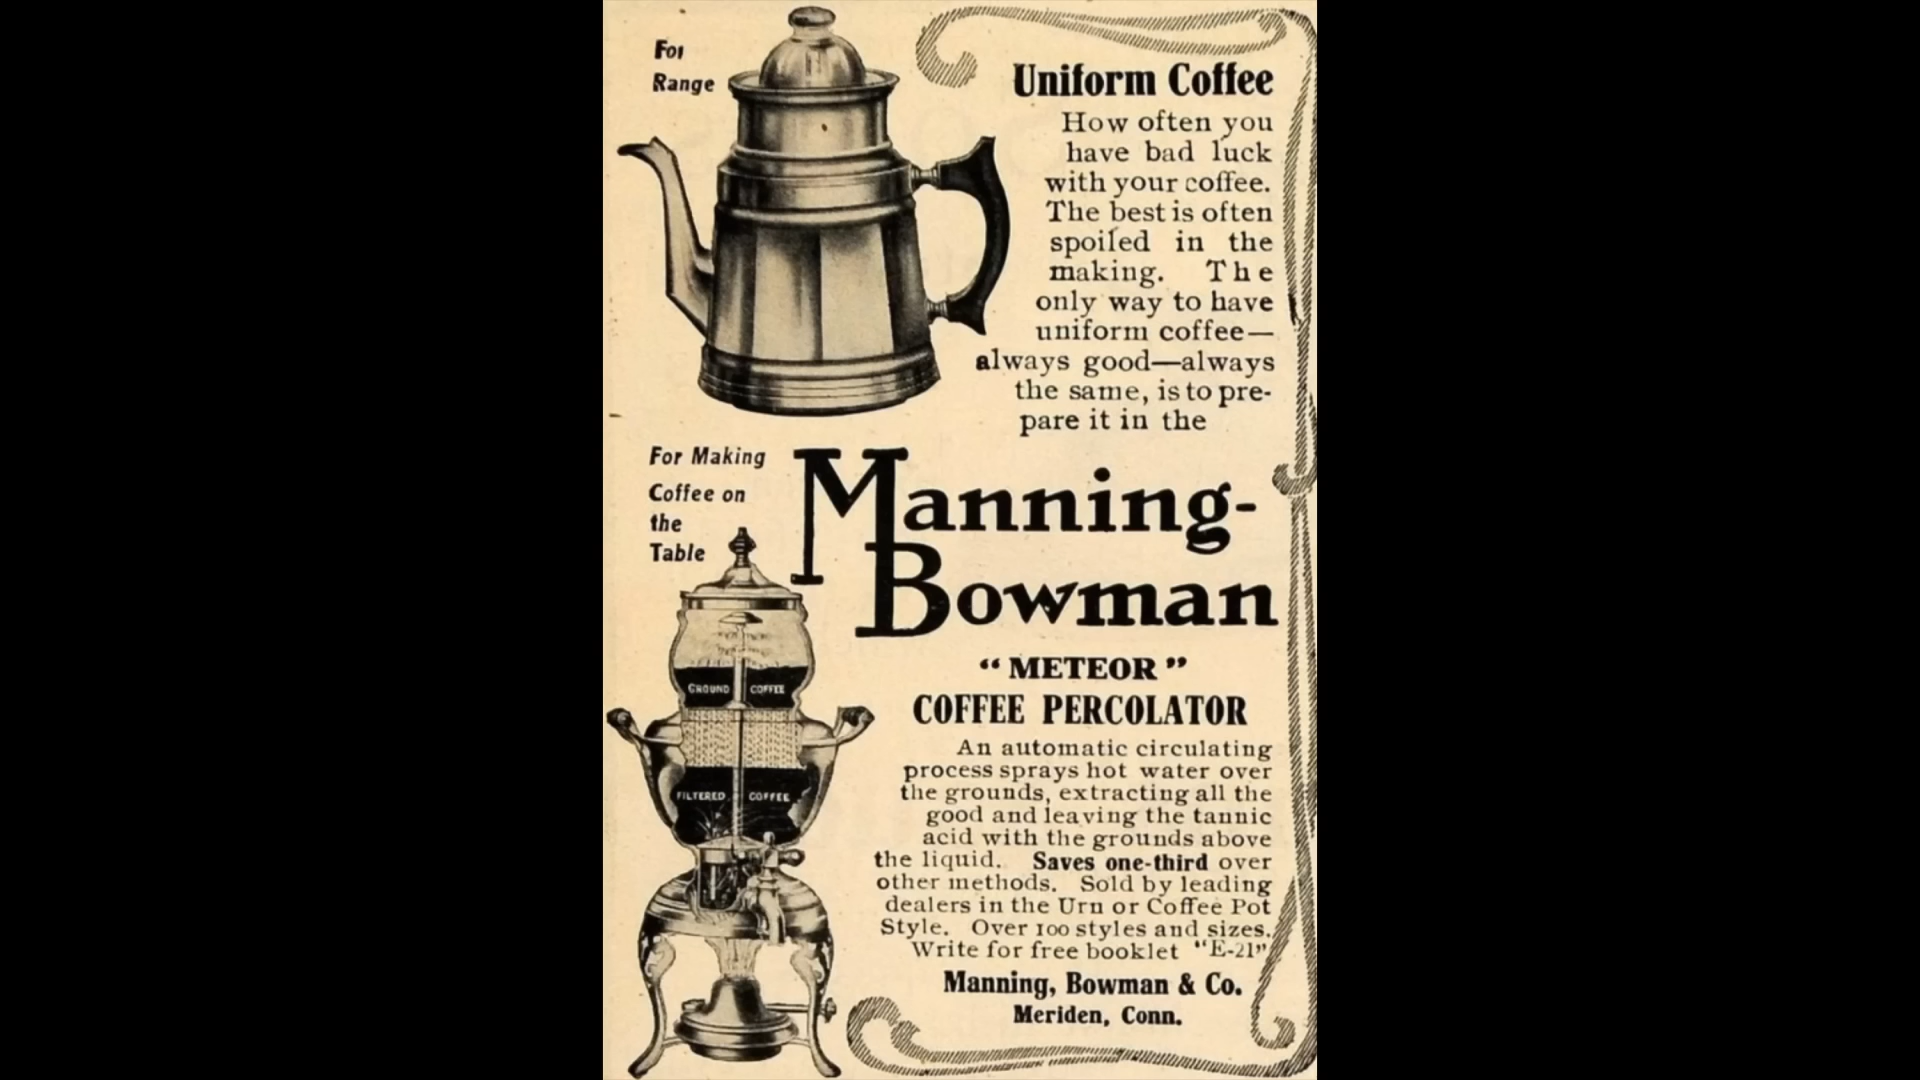 For
Range
Uniform Coffee
How often you
have bad luck
with your coffee.
The best is often
spoiled in the
making. The
only way to have
uniform coffee—
always good—always
the same, is to pre-
pare it in the
For Making
Coffee on
the
Table
Manning-
Bowman
GROUND COFFEE
FILTERED COFFEE
“METEOR”
COFFEE PERCOLATOR
An automatic circulating
process sprays hot water over
the grounds, extracting all the
good and leaving the tannic
acid with the grounds above
the liquid. Saves one-third over
other methods. Sold by leading
dealers in the Urn or Coffee Pot
Style. Over 100 styles and sizes.
Write for free booklet “E-21”
Manning, Bowman & Co.
Meriden, Conn.